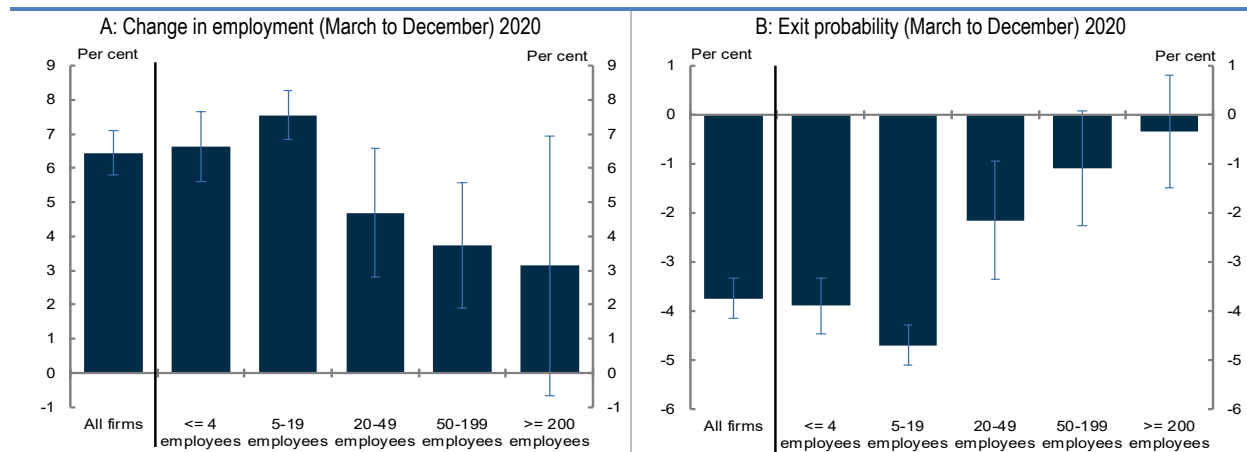 A: Change in employment (March to December) 2020
Per cent
Per cent
9
8
7
6
5
4
3
2
1
0
-1
9
8
7
6
5
4
3
2
1
0
-1
All firms
<= 4 employees
5-19 employees
20-49 employees
50-199 employees
>= 200 employees
B: Exit probability (March to December) 2020
Per cent
Per cent
1
0
-1
-2
-3
-4
-5
-6
1
0
-1
-2
-3
-4
-5
-6
All firms
<= 4 employees
5-19 employees
20-49 employees
50-199 employees
>= 200 employees